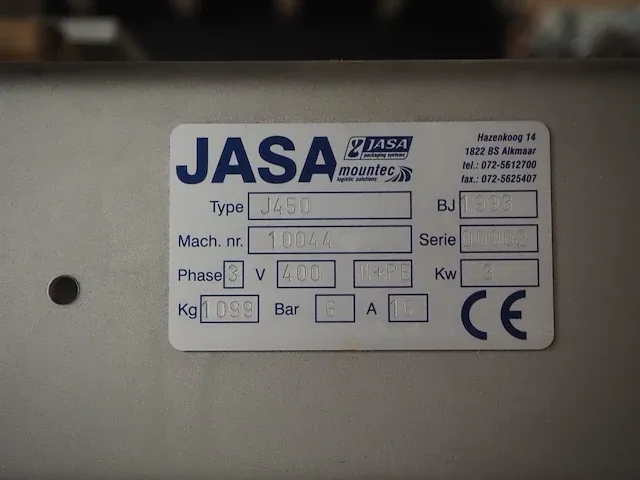 JASA
JASA
packaging systems
mountec
logistic solutions
Hazenkoog 14
1822 BS Alkmaar
tel.: 072-5612700
fax.: 072-5625407
Type J450 BJ 1993
Mach. nr. 10044 Serie
Phase 3 V 400 N+PE Kw 3
Kg 1099 Bar 6 A
CE